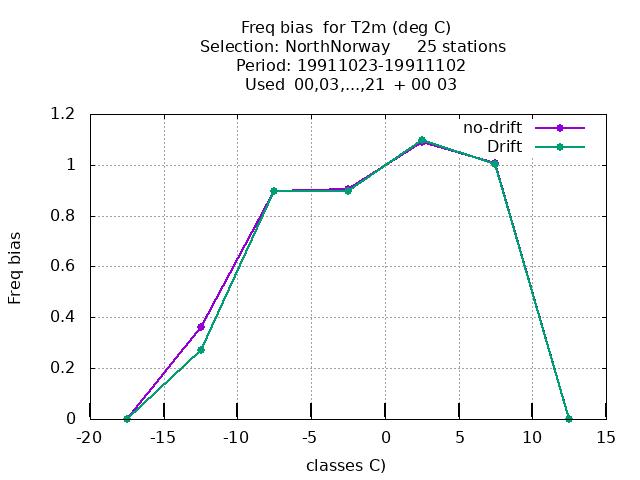 Freq bias  for T2m (deg C)
Selection: NorthNorway     25 stations
Period: 19911023-19911102
Used  00,03,...,21  + 00 03
no-drift
Drift
Freq bias
1.2
1
0.8
0.6
0.4
0.2
0
-20 -15 -10 -5 0 5 10 15
classes C)